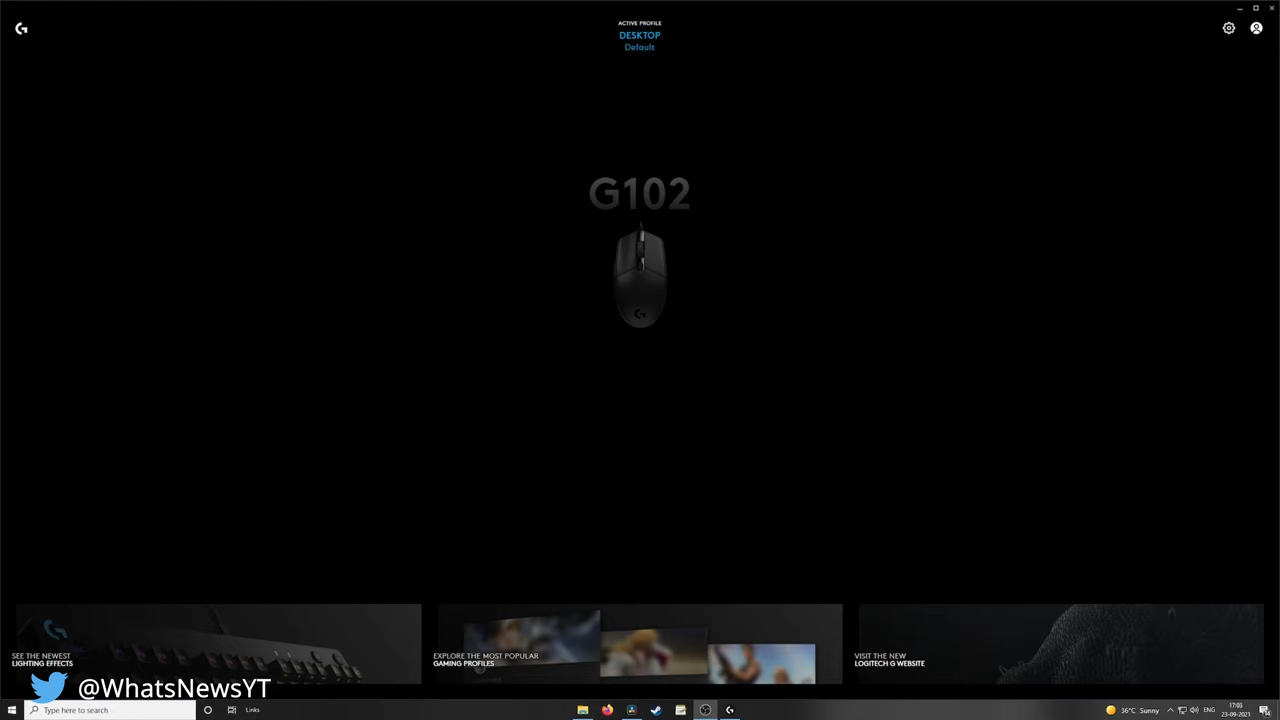 ACTIVE PROFILE
DESKTOP
Default
G102
SEE THE NEWEST
LIGHTING EFFECTS
EXPLORE THE MOST POPULAR
GAMING PROFILES
VISIT THE NEW
LOGITECH G WEBSITE
@WhatsNewsYT
Type here to search
Links
36°C Sunny
ENG
17:03
23-09-2021